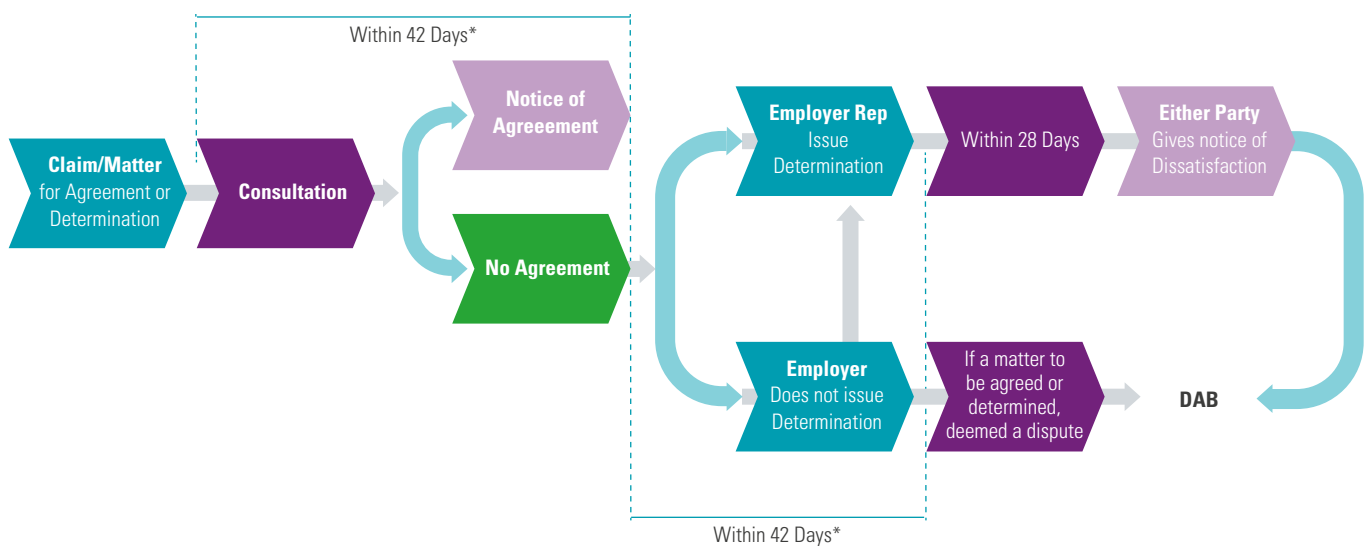 Within 42 Days*
Claim/Matter
for Agreement or
Determination
Consultation
Notice of
Agreeement
No Agreement
Employer Rep
Issue
Determination
Within 28 Days
Either Party
Gives notice of
Dissatisfaction
Employer
Does not issue
Determination
If a matter to
be agreed or
determined,
deemed a dispute
DAB
Within 42 Days*